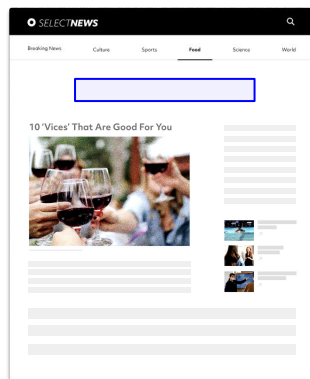 SELECTNEWS
Breaking News
Culture
Sports
Food
Science
World
10 'Vices' That Are Good For You